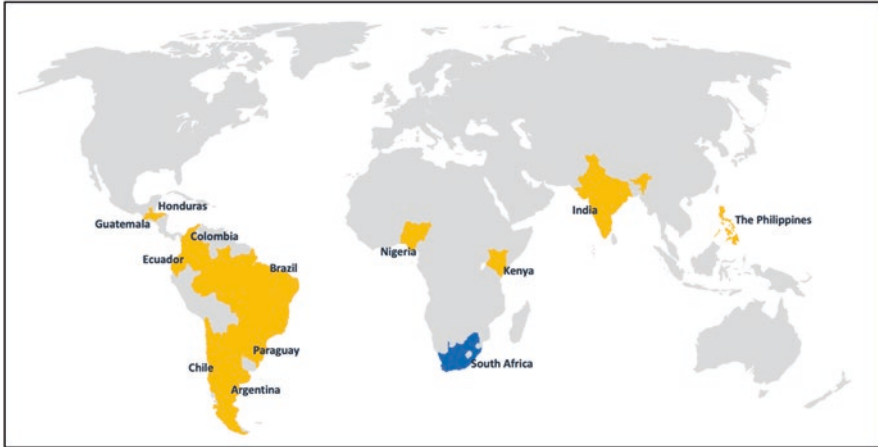 Honduras
Guatemala
Colombia
Ecuador
Brazil
Paraguay
Chile
Argentina
Nigeria
Kenya
South Africa
India
The Philippines